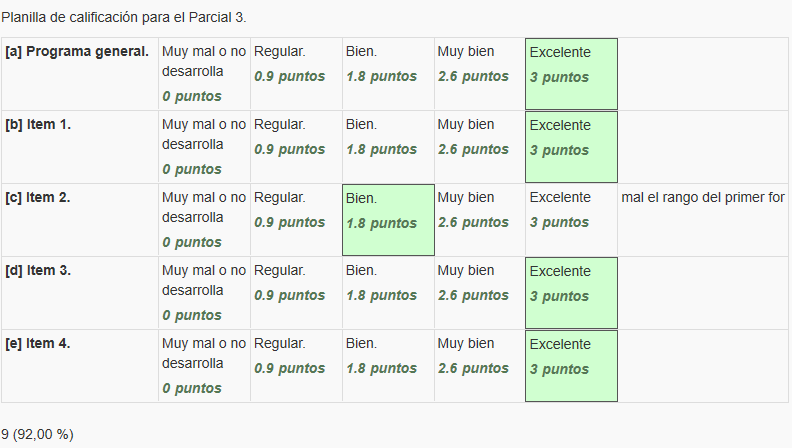 Planilla de calificación para el Parcial 3.
[a] Programa general.
Muy mal o no
desarrolla
0 puntos
Regular.
0.9 puntos
Bien.
1.8 puntos
Muy bien
2.6 puntos
Excelente
3 puntos
[b] Item 1.
Muy mal o no
desarrolla
0 puntos
Regular.
0.9 puntos
Bien.
1.8 puntos
Muy bien
2.6 puntos
Excelente
3 puntos
[c] Item 2.
Muy mal o no
desarrolla
0 puntos
Regular.
0.9 puntos
Bien.
1.8 puntos
Muy bien
2.6 puntos
Excelente
3 puntos
mal el rango del primer for
[d] Item 3.
Muy mal o no
desarrolla
0 puntos
Regular.
0.9 puntos
Bien.
1.8 puntos
Muy bien
2.6 puntos
Excelente
3 puntos
[e] Item 4.
Muy mal o no
desarrolla
0 puntos
Regular.
0.9 puntos
Bien.
1.8 puntos
Muy bien
2.6 puntos
Excelente
3 puntos
9 (92,00 %)